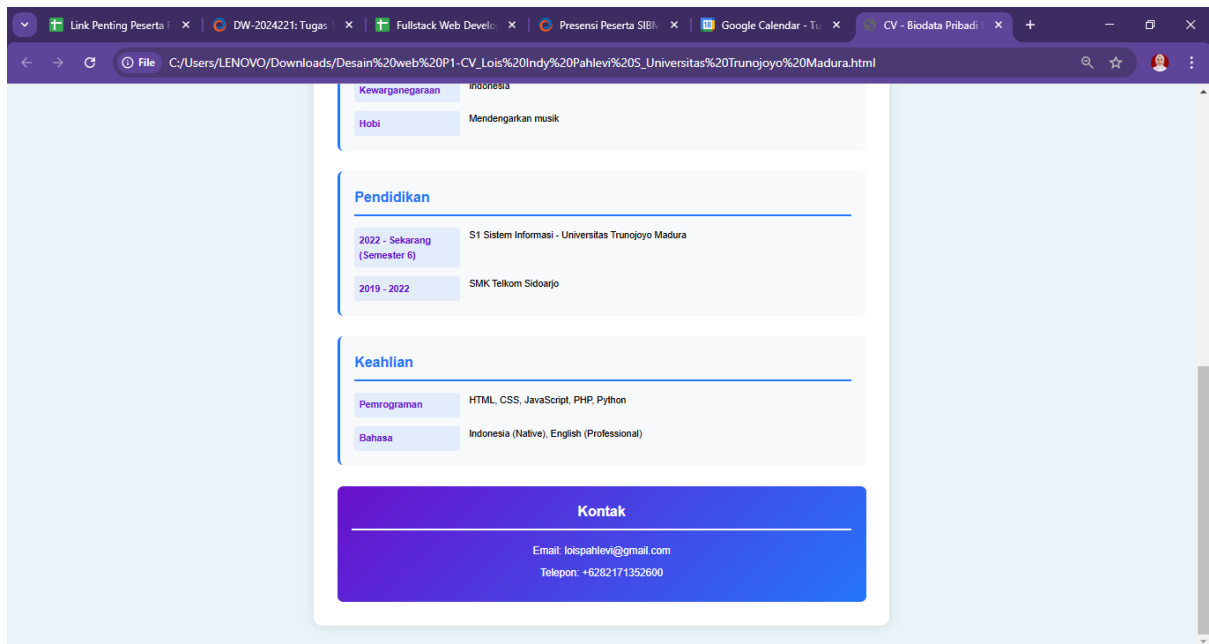 Link Penting Peserta
DW-2024221: Tugas
Fullstack Web Develo
Presensi Peserta SIB
Google Calendar - Tu
CV - Biodata Pribadi
File
C:/Users/LENOVO/Downloads/Desain%20web%20P1-CV_Lois%20Indy%20Pahlevi%20S_Universitas%20Trunojoyo%20Madura.html
Kewarganegaraan
Indonesia
Hobi
Mendengarkan musik
Pendidikan
2022 - Sekarang
(Semester 6)
S1 Sistem Informasi - Universitas Trunojoyo Madura
2019 - 2022
SMK Telkom Sidoarjo
Keahlian
Pemrograman
HTML, CSS, JavaScript, PHP, Python
Bahasa
Indonesia (Native), English (Professional)
Kontak
Email: loispahlevi@gmail.com
Telepon: +6282171352600